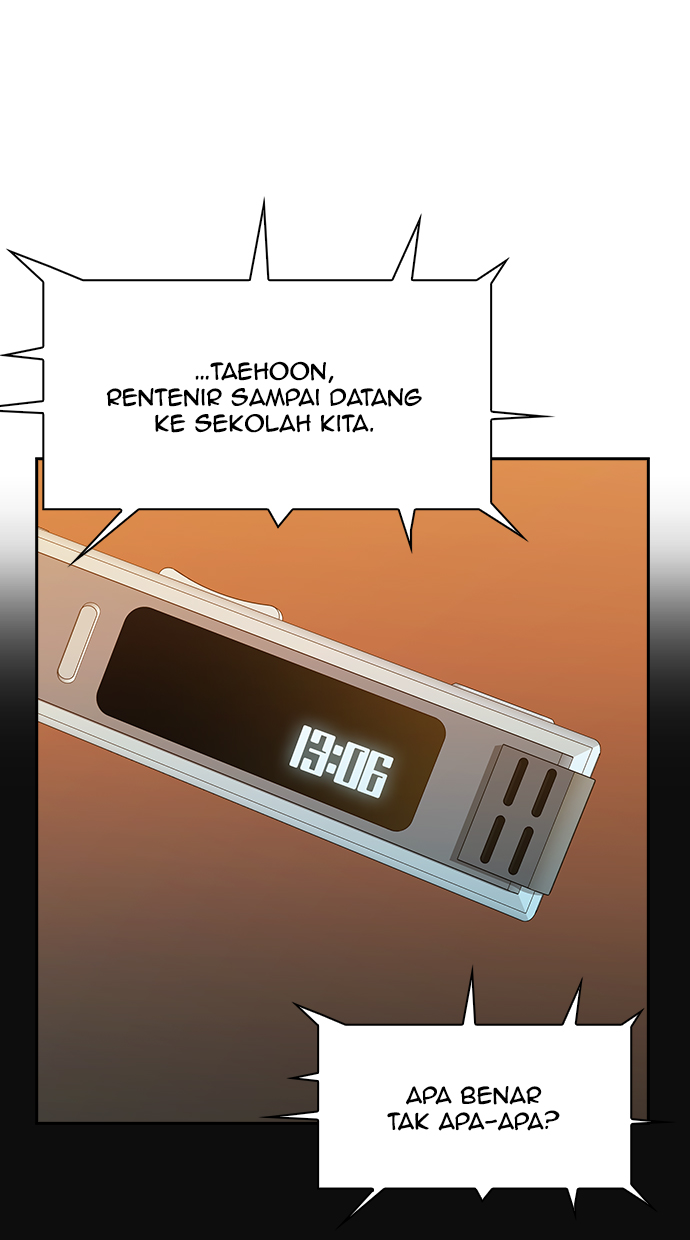 ...TAEHOON,
RENTENIR SAMPAI DATANG
KE SEKOLAH KITA.
13:06
APA BENAR
TAK APA-APA?